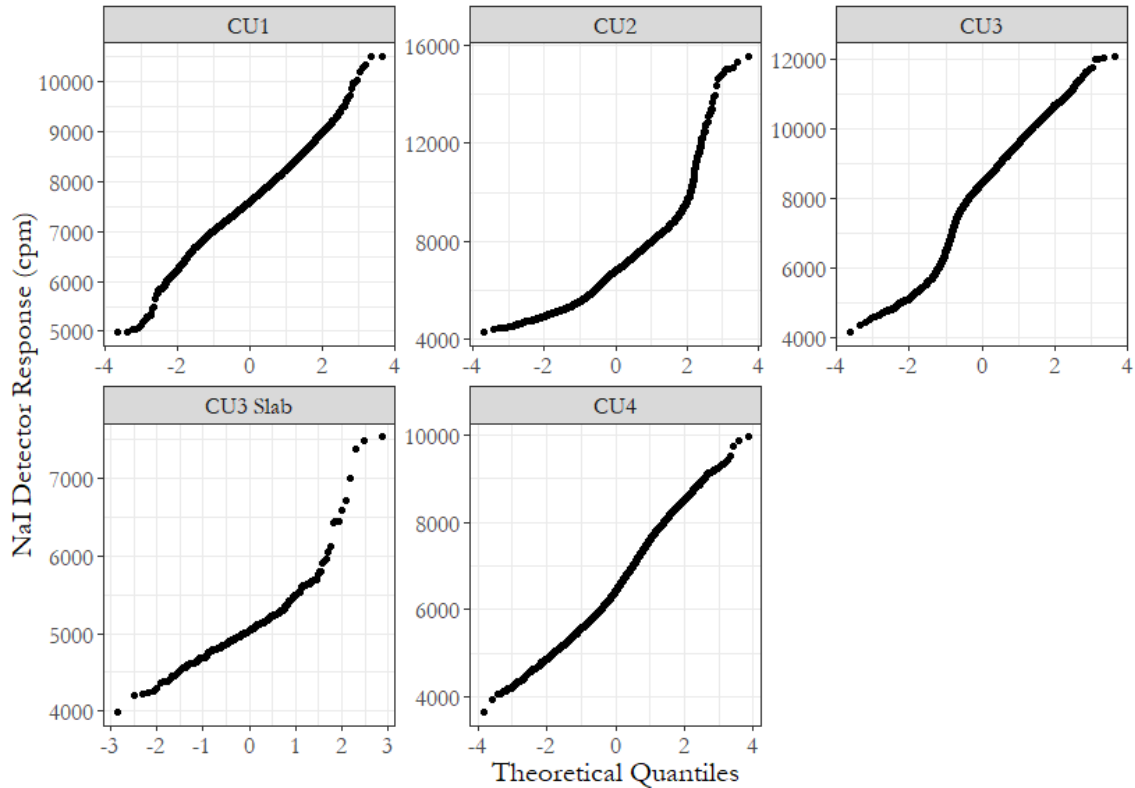 CU1
CU2
CU3
10000
9000
8000
7000
6000
5000
16000
12000
8000
4000
12000
10000
8000
6000
4000
-4 -2 0 2 4
-4 -2 0 2 4
-4 -2 0 2 4
NaI Detector Response (cpm)
CU3 Slab
CU4
7000
6000
5000
4000
10000
8000
6000
4000
-3 -2 -1 0 1 2 3
-4 -2 0 2 4
Theoretical Quantiles